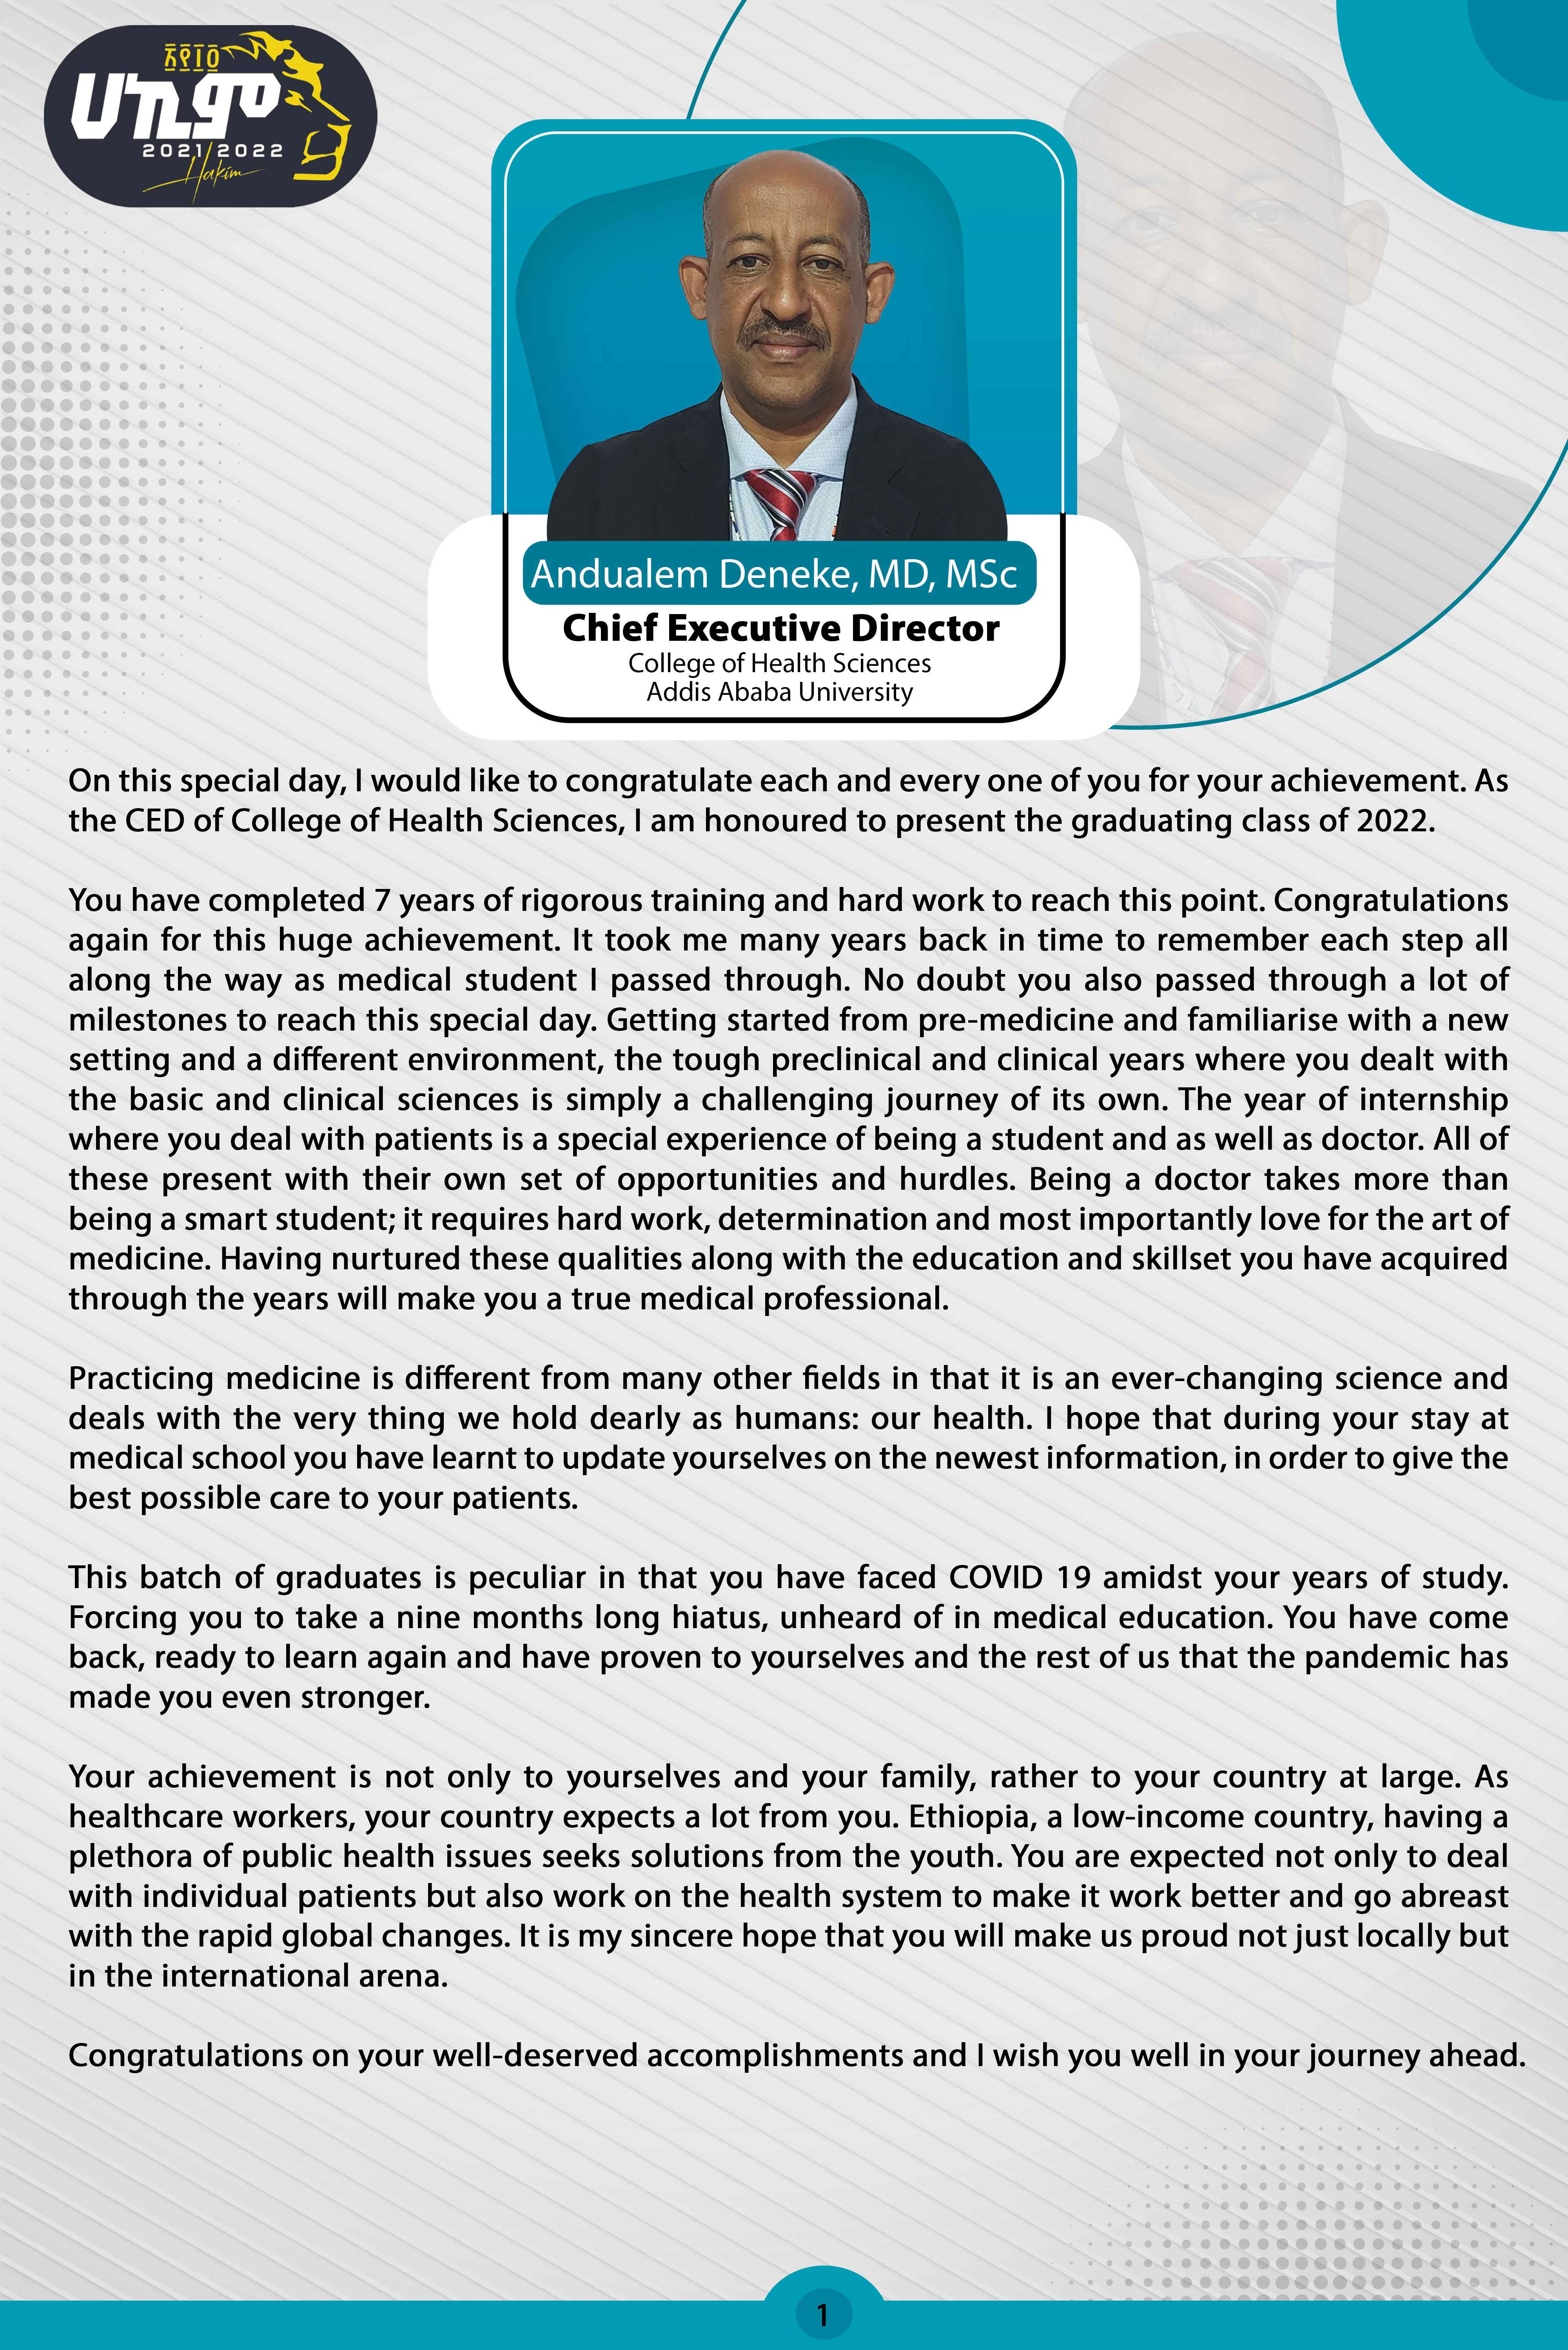 ሀኪም
2021/2022
Hakim
Andualem Deneke, MD, MSc
Chief Executive Director
College of Health Sciences
Addis Ababa University
On this special day, I would like to congratulate each and every one of you for your achievement. As
the CED of College of Health Sciences, I am honoured to present the graduating class of 2022.
You have completed 7 years of rigorous training and hard work to reach this point. Congratulations
again for this huge achievement. It took me many years back in time to remember each step all
along the way as medical student I passed through. No doubt you also passed through a lot of
milestones to reach this special day. Getting started from pre-medicine and familiarise with a new
setting and a different environment, the tough preclinical and clinical years where you dealt with
the basic and clinical sciences is simply a challenging journey of its own. The year of internship
where you deal with patients is a special experience of being a student and as well as doctor. All of
these present with their own set of opportunities and hurdles. Being a doctor takes more than
being a smart student; it requires hard work, determination and most importantly love for the art of
medicine. Having nurtured these qualities along with the education and skillset you have acquired
through the years will make you a true medical professional.
Practicing medicine is different from many other fields in that it is an ever-changing science and
deals with the very thing we hold dearly as humans: our health. I hope that during your stay at
medical school you have learnt to update yourselves on the newest information, in order to give the
best possible care to your patients.
This batch of graduates is peculiar in that you have faced COVID 19 amidst your years of study.
Forcing you to take a nine months long hiatus, unheard of in medical education. You have come
back, ready to learn again and have proven to yourselves and the rest of us that the pandemic has
made you even stronger.
Your achievement is not only to yourselves and your family, rather to your country at large. As
healthcare workers, your country expects a lot from you. Ethiopia, a low-income country, having a
plethora of public health issues seeks solutions from the youth. You are expected not only to deal
with individual patients but also work on the health system to make it work better and go abreast
with the rapid global changes. It is my sincere hope that you will make us proud not just locally but
in the international arena.
Congratulations on your well-deserved accomplishments and I wish you well in your journey ahead.
1